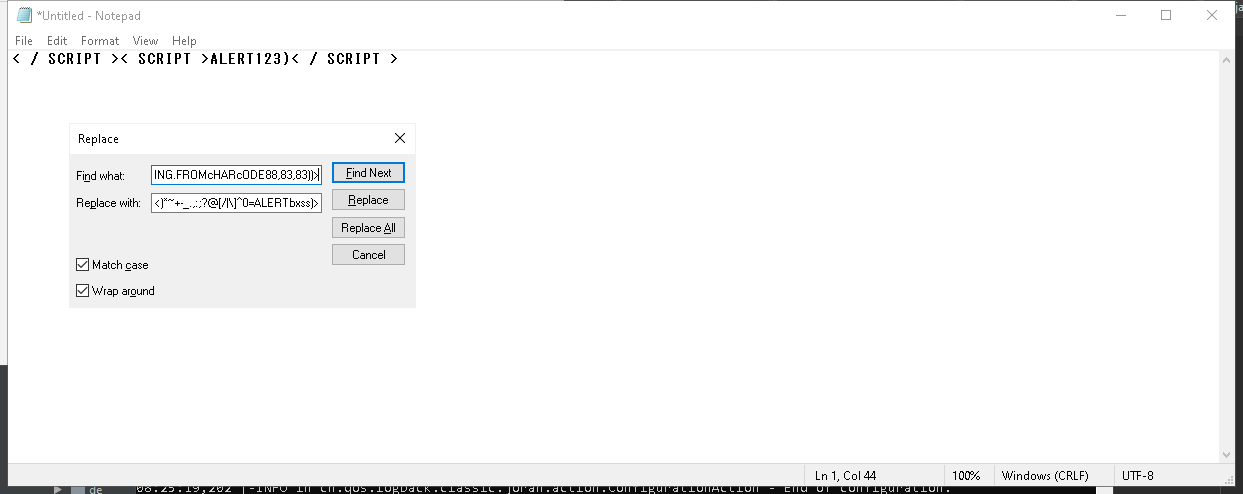 *Untitled - Notepad
File Edit Format View Help
< / SCRIPT >< SCRIPT >ALERT123)< / SCRIPT >
Replace
Find what: ING.FROMcHARcODE88,83,83))>
Find Next
Replace with: <)*~+-_.,:;?@[/|\]^0=ALERTbxss)>
Replace
Replace All
Cancel
Match case
Wrap around
Ln 1, Col 44 100% Windows (CRLF) UTF-8
de 08:25:19,202 |-INFO in ch.qos.logback.classic.joran.action.ConfigurationAction - End of configuration.